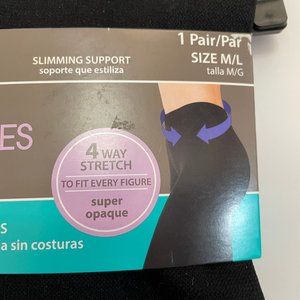 1 Pair/Par
SLIMMING SUPPORT
SIZE M/L
soporte que estiliza
talla M/G
ES
4 WAY
STRETCH
TO FIT EVERY FIGURE
super
opaque
S
a sin costuras